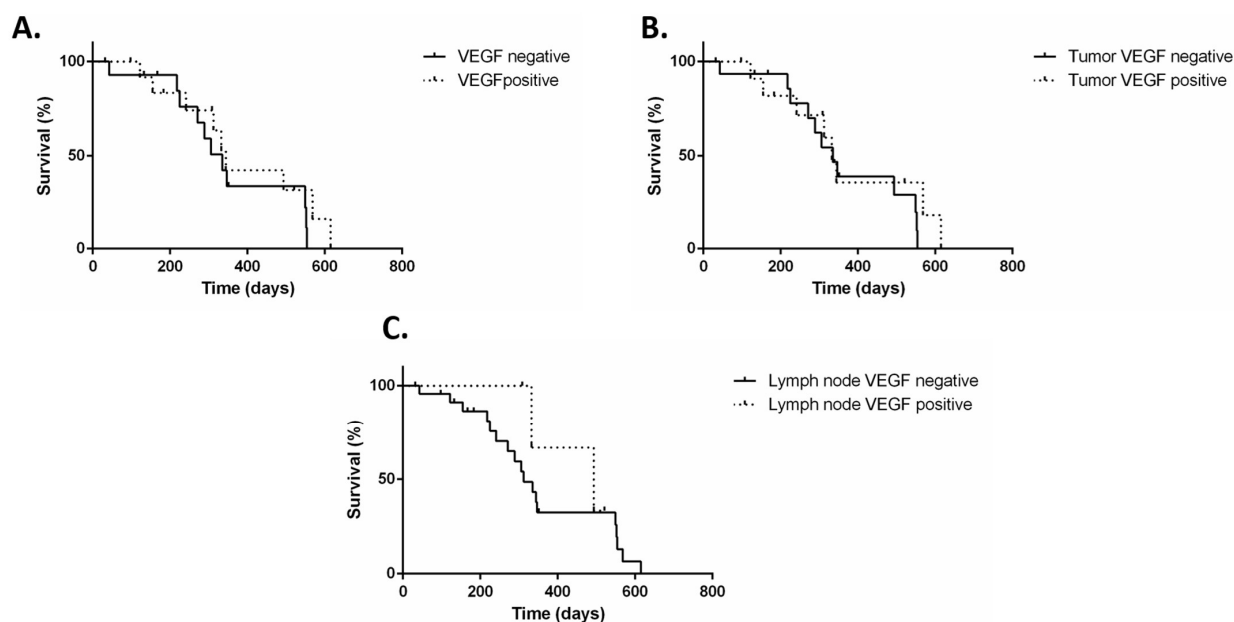 A.
VEGF negative
VEGFpositive
Survival (%)
100
50
0
0 200 400 600 800
Time (days)
B.
Tumor VEGF negative
Tumor VEGF positive
Survival (%)
100
50
0
0 200 400 600 800
Time (days)
C.
Lymph node VEGF negative
Lymph node VEGF positive
Survival (%)
100
50
0
0 200 400 600 800
Time (days)